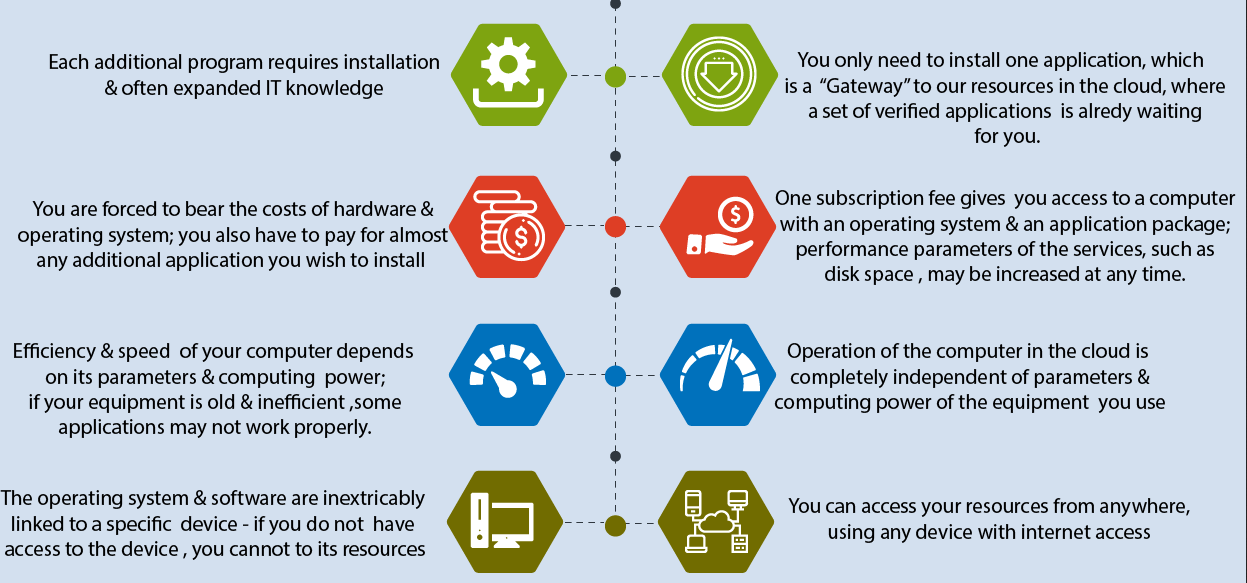 Each additional program requires installation
& often expanded IT knowledge
You only need to install one application, which
is a “Gateway” to our resources in the cloud, where
a set of verified applications is alredy waiting
for you.
You are forced to bear the costs of hardware &
operating system; you also have to pay for almost
any additional application you wish to install
One subscription fee gives you access to a computer
with an operating system & an application package;
performance parameters of the services, such as
disk space , may be increased at any time.
Efficiency & speed of your computer depends
on its parameters & computing power;
if your equipment is old & inefficient ,some
applications may not work properly.
Operation of the computer in the cloud is
completely independent of parameters &
computing power of the equipment you use
The operating system & software are inextricably
linked to a specific device - if you do not have
access to the device , you cannot to its resources
You can access your resources from anywhere,
using any device with internet access